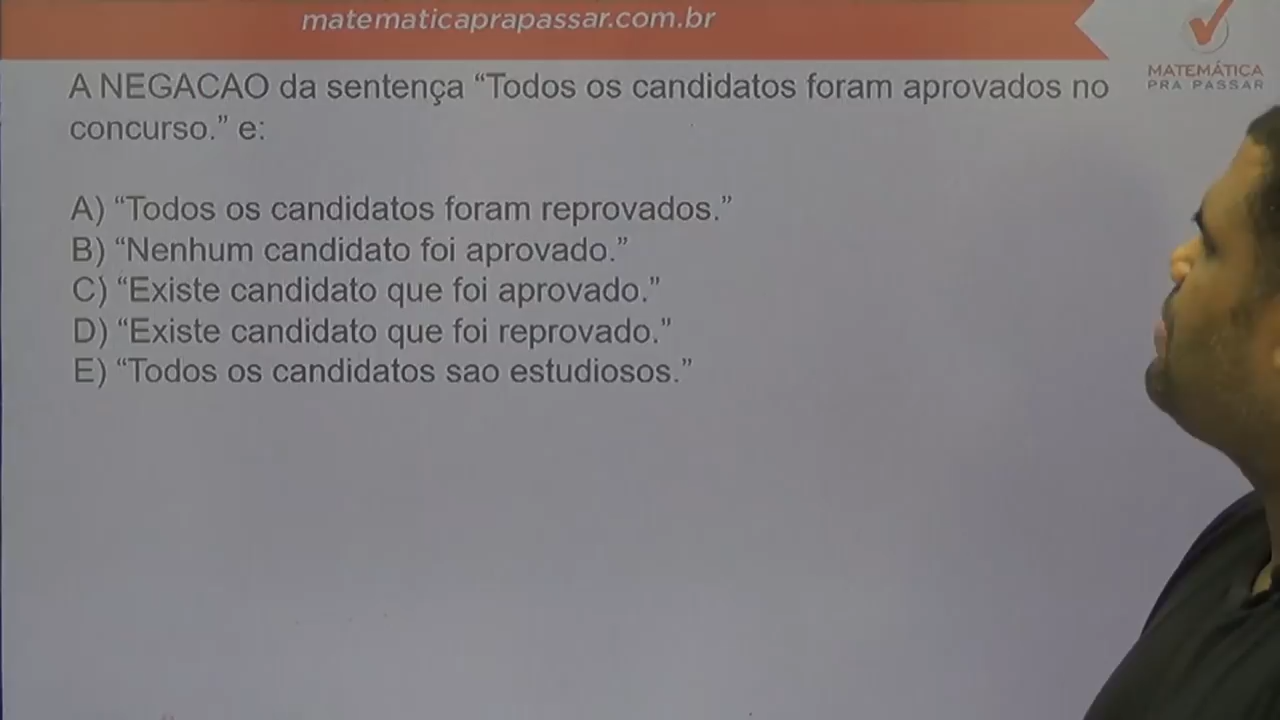 matematicaprapassar.com.br
MATEMÁTICA
PRA PASSAR
A NEGACAO da sentença “Todos os candidatos foram aprovados no
concurso.” e:
A) “Todos os candidatos foram reprovados.”
B) “Nenhum candidato foi aprovado.”
C) “Existe candidato que foi aprovado.”
D) “Existe candidato que foi reprovado.”
E) “Todos os candidatos sao estudiosos.”